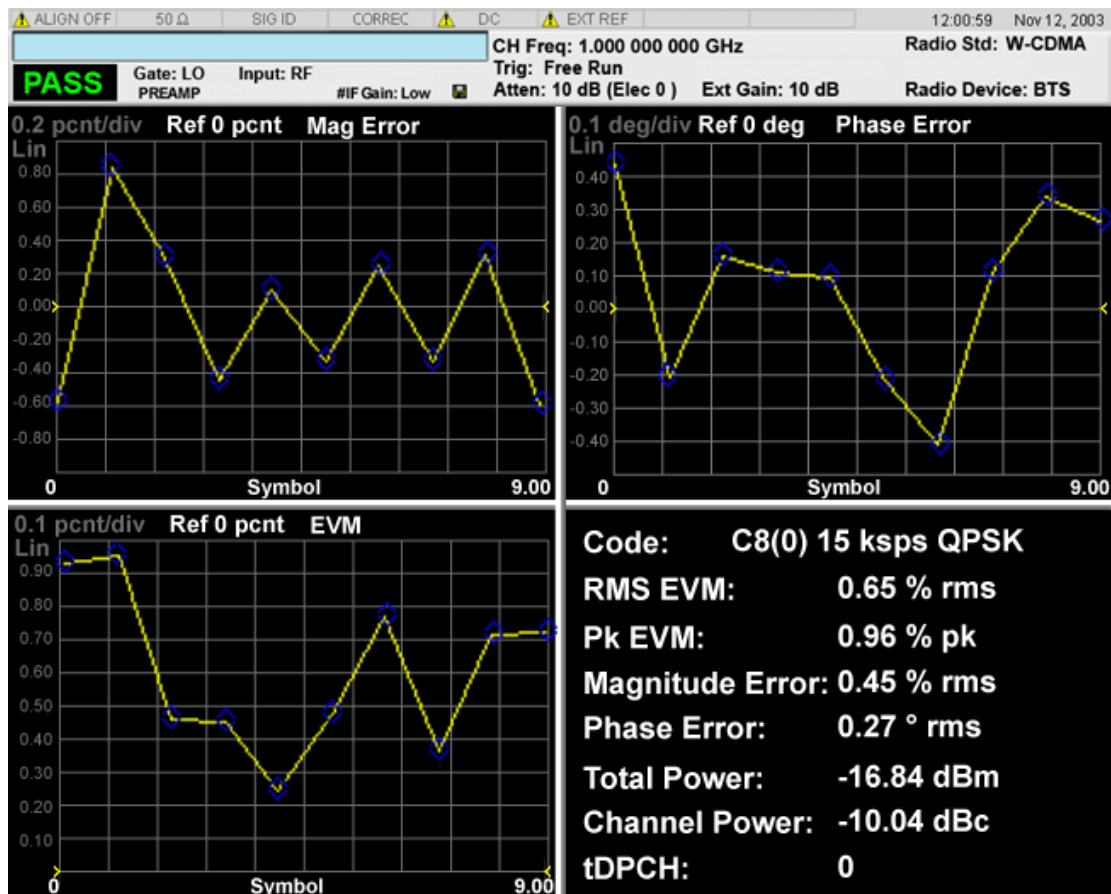 ALIGN OFF 50 Ω SIG ID CORREC DC EXT REF 12:00:59 Nov 12, 2003
CH Freq: 1.000 000 000 GHz Radio Std: W-CDMA
PASS Gate: LO Input: RF Trig: Free Run
PREAMP #IF Gain: Low Atten: 10 dB (Elec 0 ) Ext Gain: 10 dB Radio Device: BTS
0.2 pcnt/div Ref 0 pcnt Mag Error
Lin
0.80
0.60
0.40
0.20
0.00
-0.20
-0.40
-0.60
-0.80
0 Symbol 9.00
0.1 deg/div Ref 0 deg Phase Error
Lin
0.40
0.30
0.20
0.10
0.00
-0.10
-0.20
-0.30
-0.40
0 Symbol 9.00
0.1 pcnt/div Ref 0 pcnt EVM
Lin
0.90
0.80
0.70
0.60
0.50
0.40
0.30
0.20
0.10
0 Symbol 9.00
Code: C8(0) 15 ksps QPSK
RMS EVM: 0.65 % rms
Pk EVM: 0.96 % pk
Magnitude Error: 0.45 % rms
Phase Error: 0.27 ° rms
Total Power: -16.84 dBm
Channel Power: -10.04 dBc
tDPCH: 0